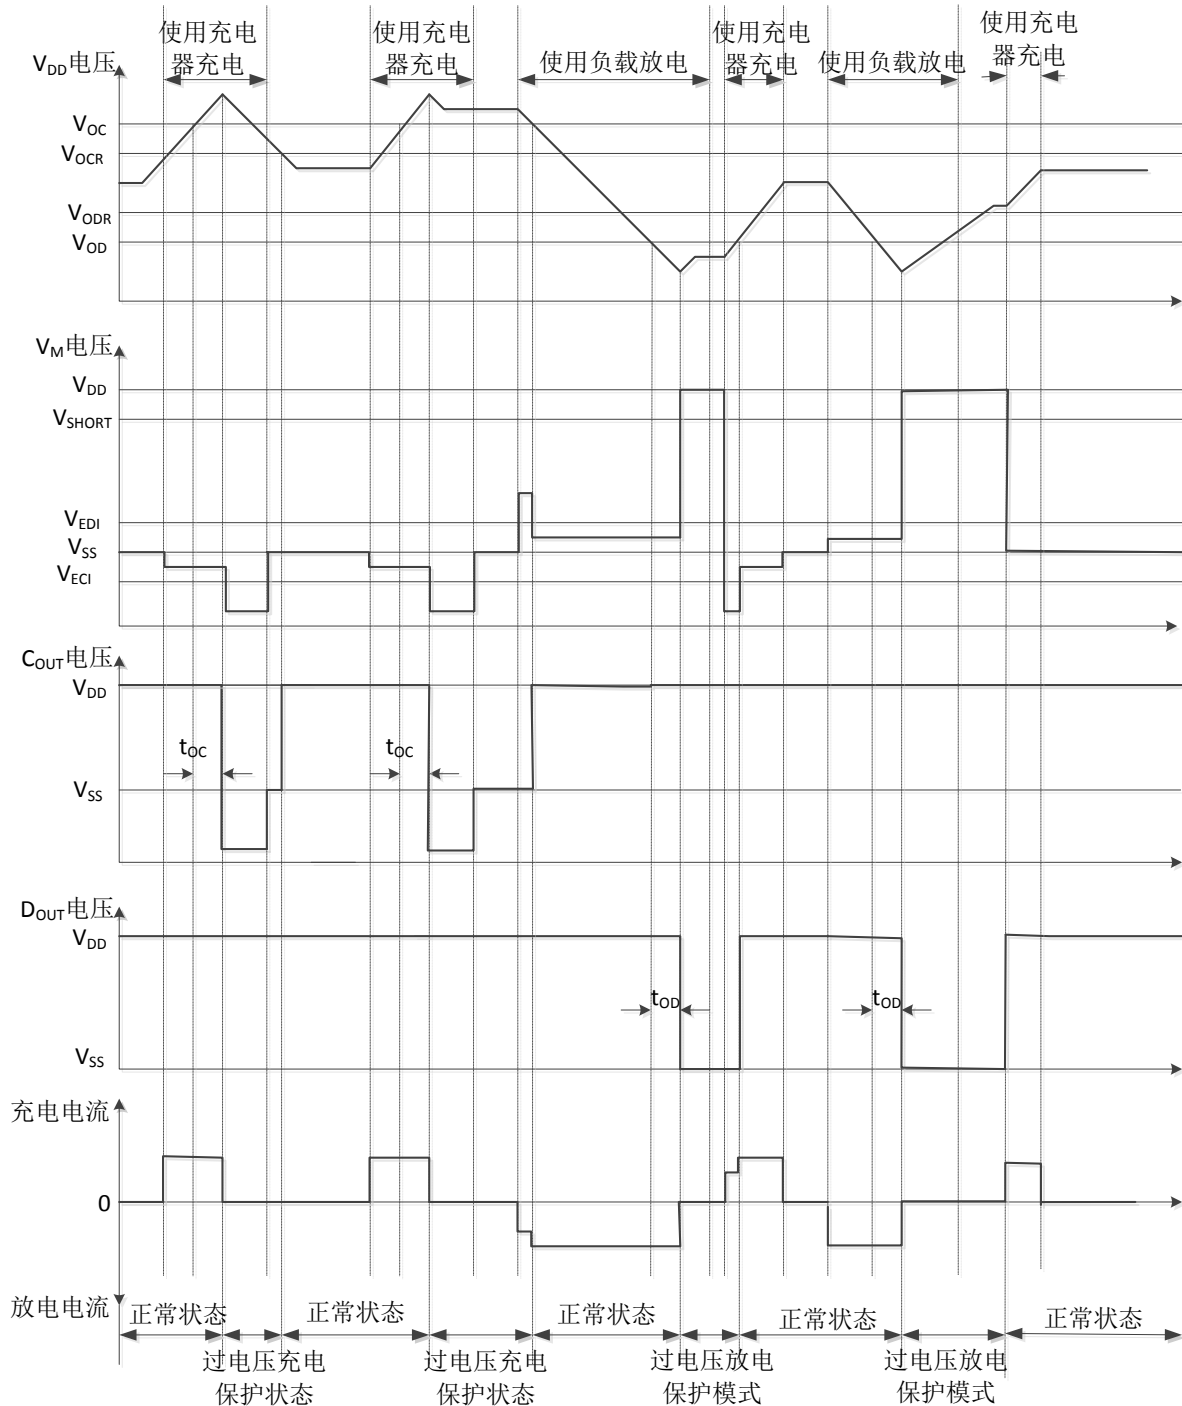 使用充电
器充电
使用充电
器充电
使用负载放电
使用充电
器充电
使用负载放电
使用充电
器充电
VDD电压
VOC
VOCR
VODR
VOD
VM电压
VDD
VSHORT
VEDI
VSS
VECI
COUT电压
VDD
tOC
tOC
VSS
DOUT电压
VDD
tOD
tOD
VSS
充电电流
0
放电电流
正常状态
正常状态
正常状态
正常状态
正常状态
过电压充电
保护状态
过电压充电
保护状态
过电压放电
保护模式
过电压放电
保护模式